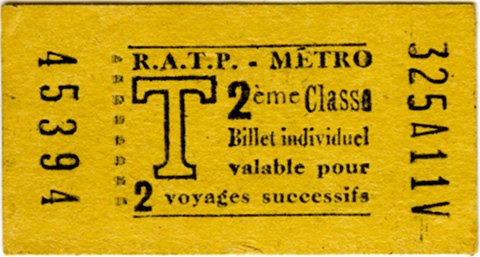 45394
R.A.T.P. - MÉTRO
T
2ème Classe
Billet individuel
valable pour
2 voyages successifs
325A11V